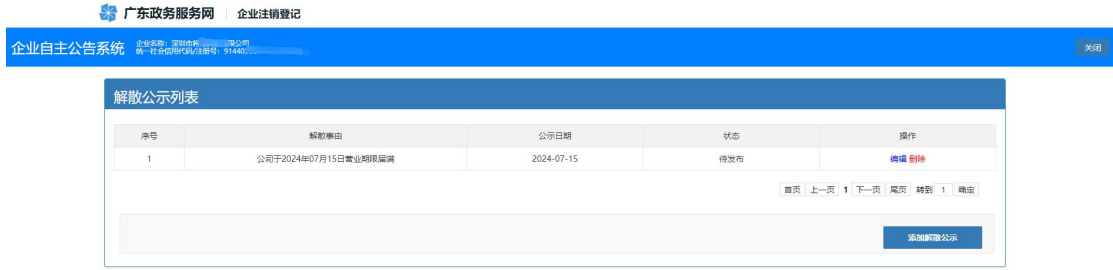 广东政务服务网 企业注销登记
企业自主公告系统
企业名称：深圳市 限公司
统一社会信用代码/注册号：91440
关闭
解散公示列表
序号 解散事由 公示日期 状态 操作
1 公司于2024年07月15日营业期限届满 2024-07-15 待发布 编辑 删除
首页 上一页 1 下一页 尾页 转到 1 确定
添加解散公示